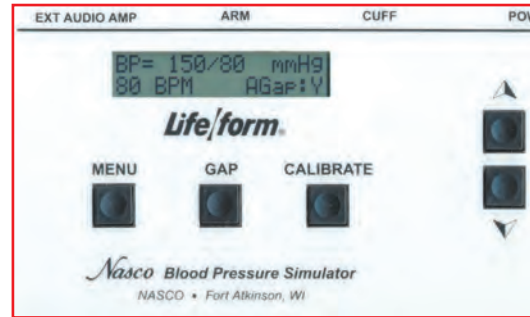 EXT AUDIO AMP ARM CUFF
BP= 150/80 mmHg
80 BPM AGap:Y
Life/form®
MENU GAP CALIBRATE
Nasco Blood Pressure Simulator
NASCO • Fort Atkinson, WI